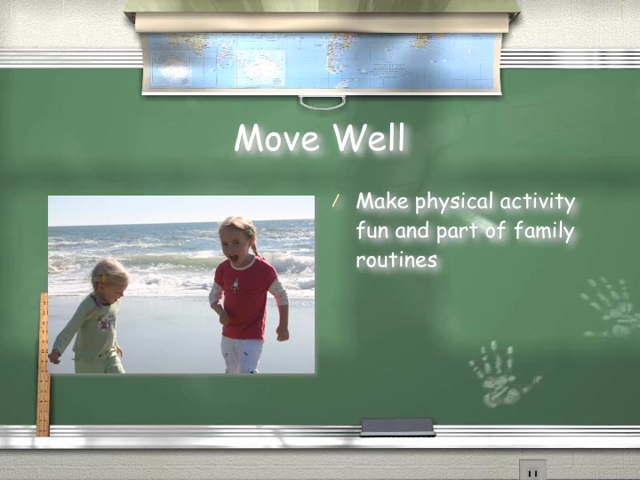 Move Well
Make physical activity
fun and part of family
routines